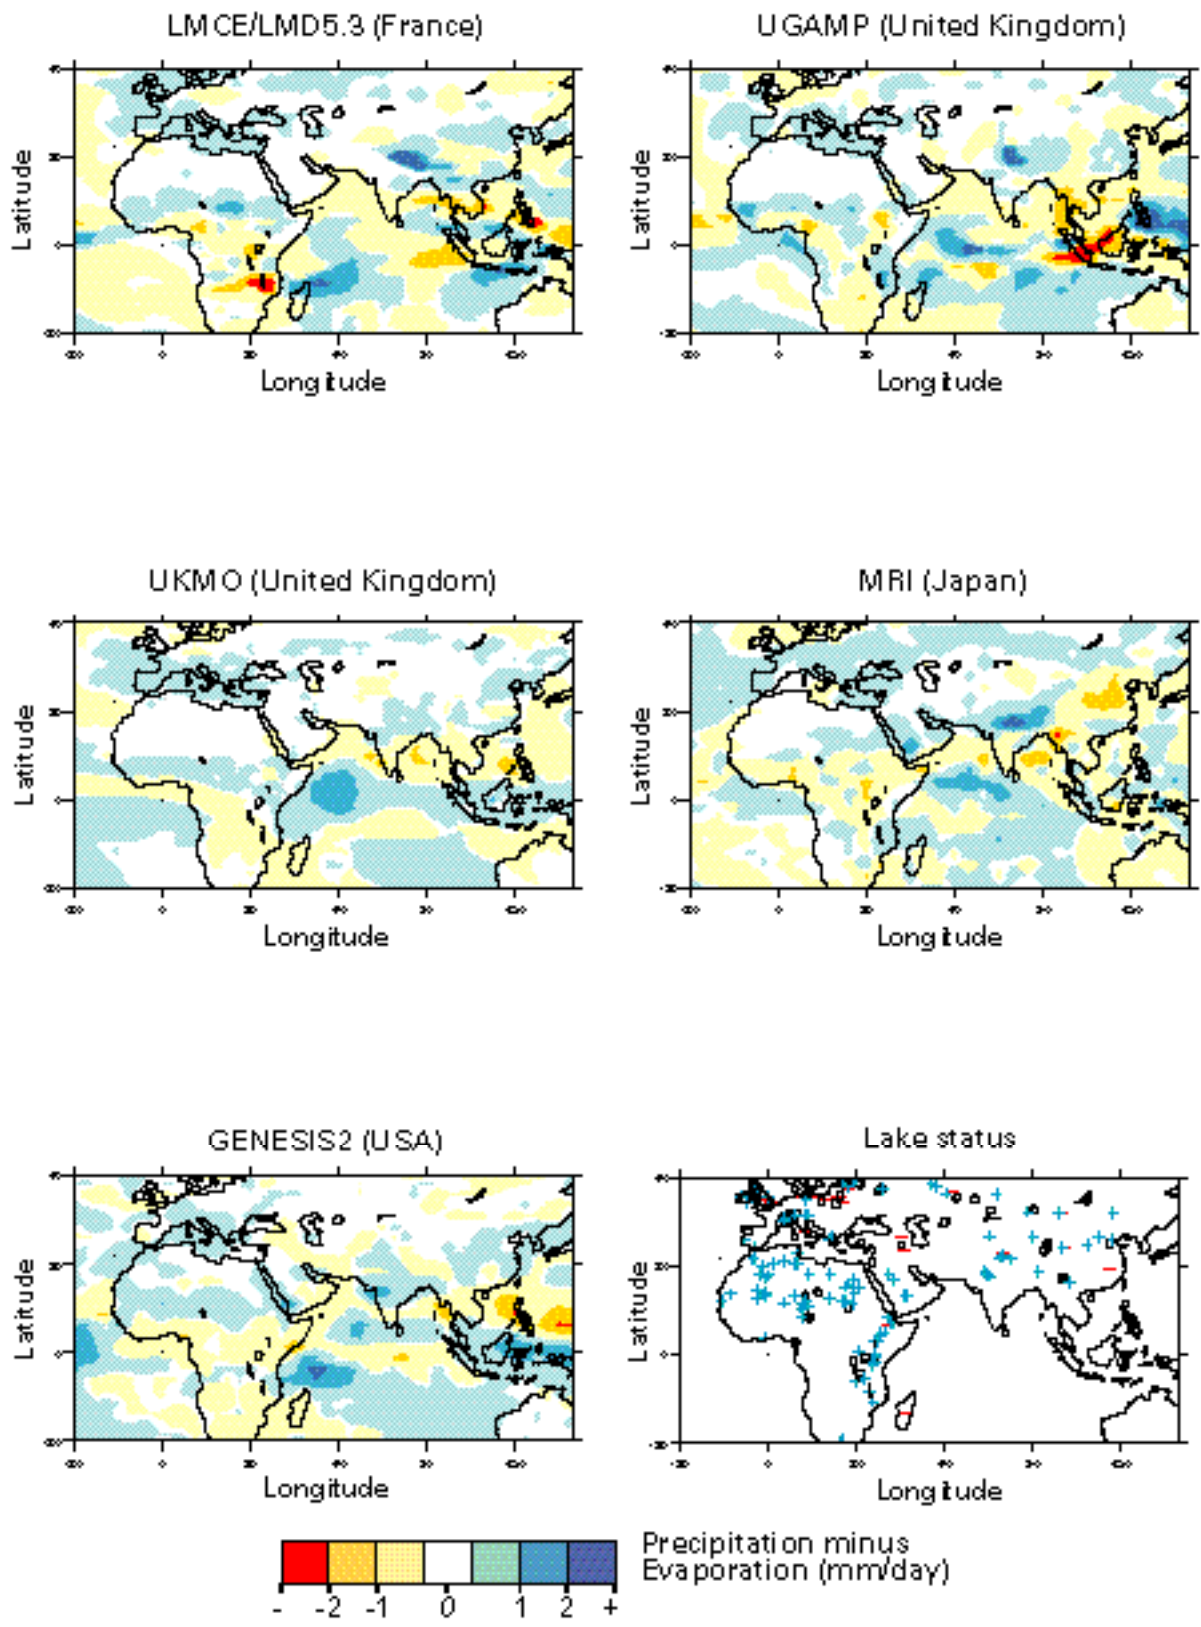 LMCE/LMD5.3 (France)
UGAMP (United Kingdom)
Latitude
Longitude
Latitude
Longitude
UKMO (United Kingdom)
MRI (Japan)
Latitude
Longitude
Latitude
Longitude
GENESIS2 (USA)
Lake status
Latitude
Longitude
Latitude
Longitude
Precipitation minus
Evaporation (mm/day)
- -2 -1 0 1 2 +